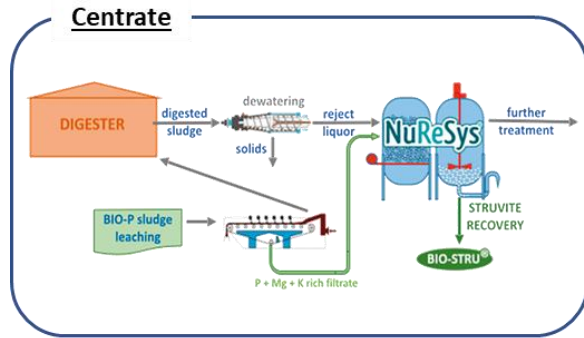 Centrate
DIGESTER
digested
sludge
dewatering
solids
reject
liquor
NuReSys
further
treatment
BIO-P sludge
leaching
P + Mg + K rich filtrate
STRUVITE
RECOVERY
BIO-STRU®